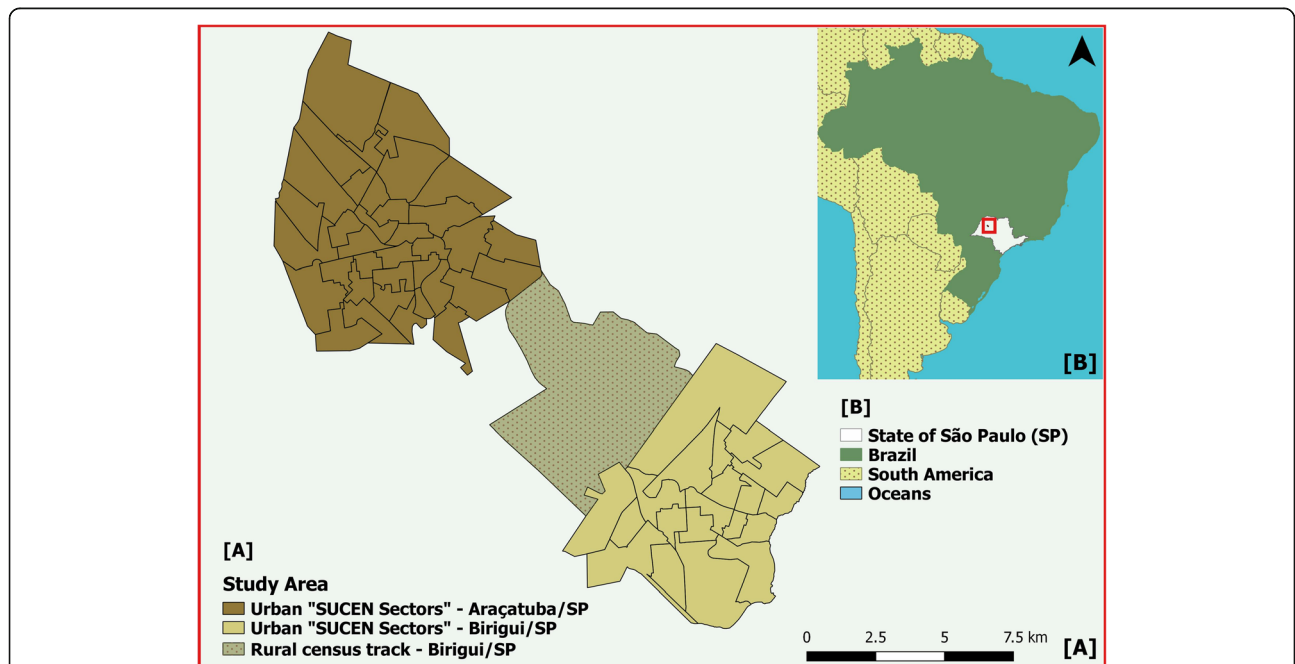 [B]
[B]
State of São Paulo (SP)
Brazil
South America
Oceans
[A]
Study Area
Urban "SUCEN Sectors" - Araçatuba/SP
Urban "SUCEN Sectors" - Birigui/SP
Rural census track - Birigui/SP
0 2.5 5 7.5 km
[A]